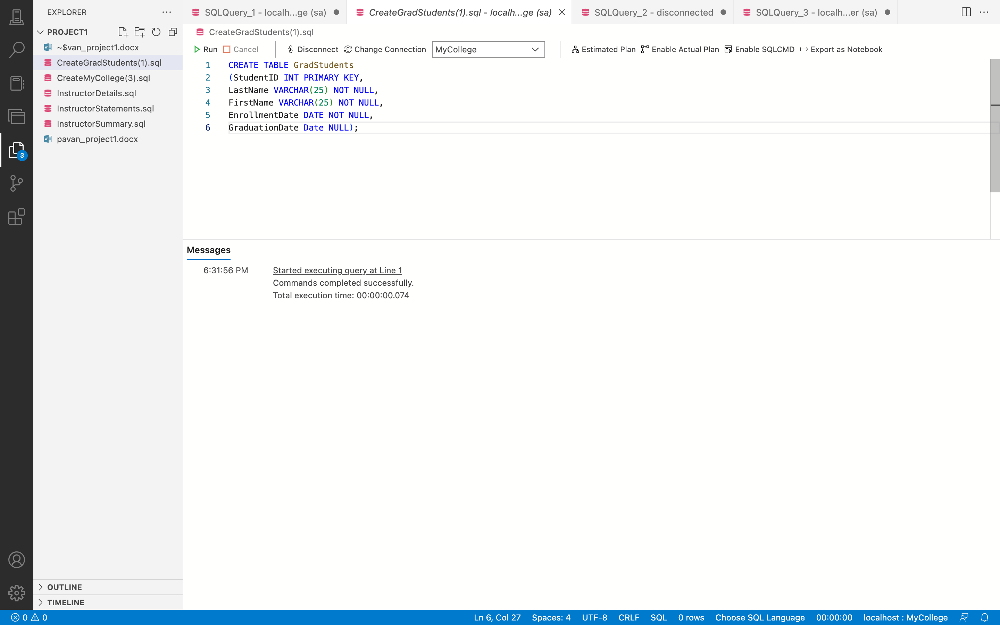 EXPLORER
PROJECT1
~$van_project1.docx
CreateGradStudents(1).sql
CreateMyCollege(3).sql
InstructorDetails.sql
InstructorStatements.sql
InstructorSummary.sql
pavan_project1.docx
3
OUTLINE
TIMELINE
SQLQuery_1 - localh...ge (sa)
CreateGradStudents(1).sql - localh...ge (sa)
SQLQuery_2 - disconnected
SQLQuery_3 - localh...er (sa)
CreateGradStudents(1).sql
Run Cancel Disconnect Change Connection MyCollege Estimated Plan Enable Actual Plan Enable SQLCMD Export as Notebook
1 CREATE TABLE GradStudents
2 (StudentID INT PRIMARY KEY,
3 LastName VARCHAR(25) NOT NULL,
4 FirstName VARCHAR(25) NOT NULL,
5 EnrollmentDate DATE NOT NULL,
6 GraduationDate Date NULL);
Messages
6:31:56 PM Started executing query at Line 1
Commands completed successfully.
Total execution time: 00:00:00.074
0 0 Ln 6, Col 27 Spaces: 4 UTF-8 CRLF SQL 0 rows Choose SQL Language 00:00:00 localhost : MyCollege